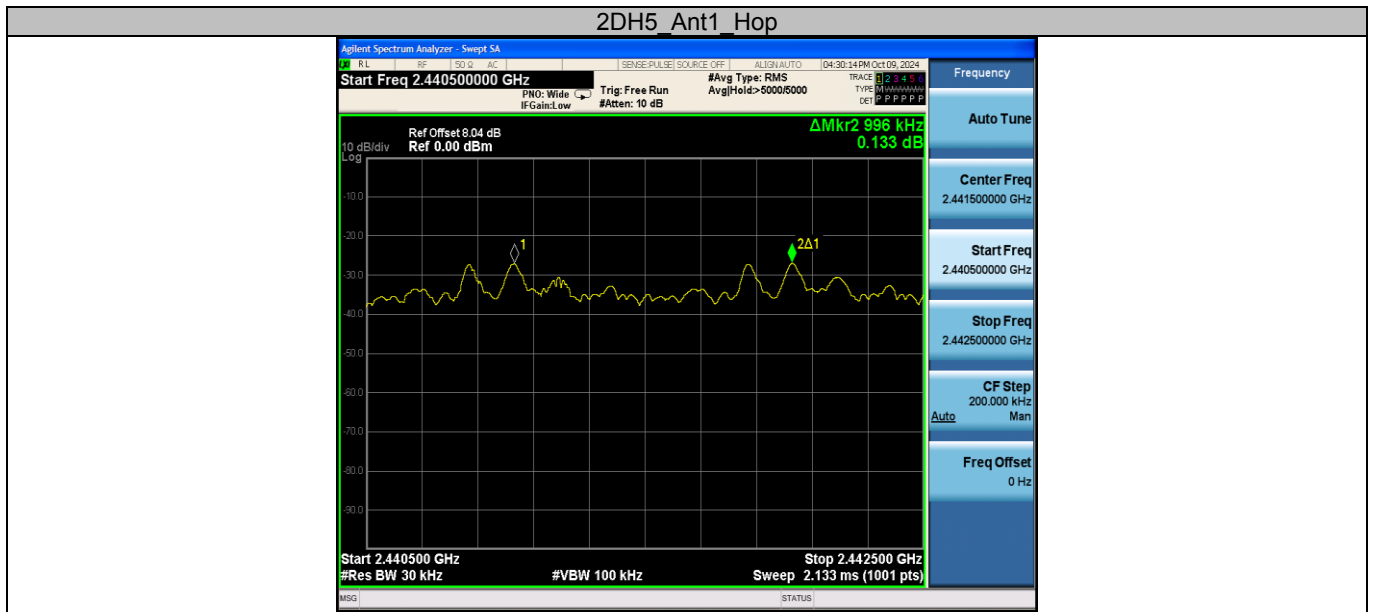 2DH5_Ant1_Hop
Agilent Spectrum Analyzer - Swept SA
RL RF 50 Ω AC SENSE:PULSE SOURCE OFF ALIGN AUTO 04:30:14 PM Oct 09, 2024
Start Freq 2.440500000 GHz
PNO: Wide
IFGain:Low
Trig: Free Run
#Atten: 10 dB
#Avg Type: RMS
Avg|Hold:>5000/5000
TRACE 1 2 3 4 5 6
TYPE M
DET P P P P P P
ΔMkr2 996 kHz
0.133 dB
Ref Offset 8.04 dB
10 dB/div Ref 0.00 dBm
Log
-10.0
-20.0
-30.0
-40.0
-50.0
-60.0
-70.0
-80.0
-90.0
1
2Δ1
Start 2.440500 GHz Stop 2.442500 GHz
#Res BW 30 kHz #VBW 100 kHz Sweep 2.133 ms (1001 pts)
MSG STATUS
Frequency
Auto Tune
Center Freq
2.441500000 GHz
Start Freq
2.440500000 GHz
Stop Freq
2.442500000 GHz
CF Step
200.000 kHz
Auto Man
Freq Offset
0 Hz